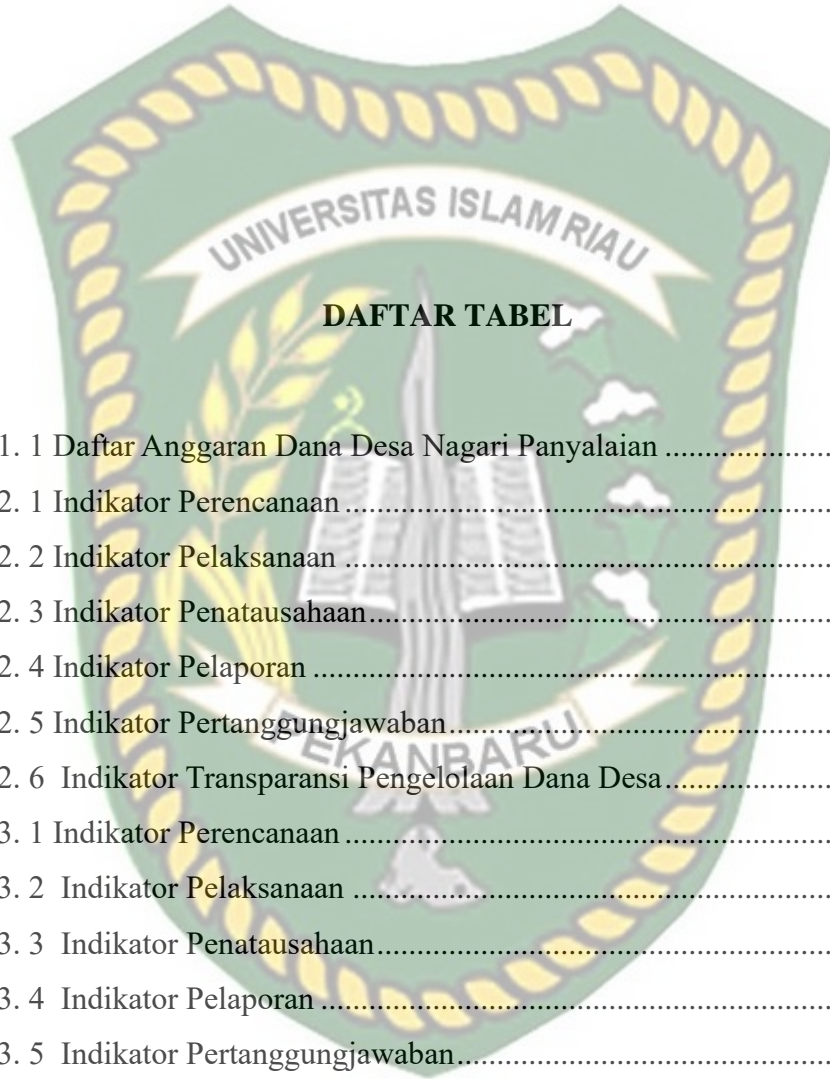 UNIVERSITAS ISLAM RIAU
DAFTAR TABEL
1. 1 Daftar Anggaran Dana Desa Nagari Panyalaian ....................
2. 1 Indikator Perencanaan ............................................................
2. 2 Indikator Pelaksanaan ............................................................
2. 3 Indikator Penatausahaan.........................................................
2. 4 Indikator Pelaporan ................................................................
2. 5 Indikator Pertanggungjawaban..................................................
2. 6  Indikator Transparansi Pengelolaan Dana Desa....................
3. 1 Indikator Perencanaan ............................................................
3. 2  Indikator Pelaksanaan ...........................................................
3. 3  Indikator Penatausahaan........................................................
3. 4  Indikator Pelaporan ...............................................................
3. 5  Indikator Pertanggungjawaban..............................................
PEKANBARU